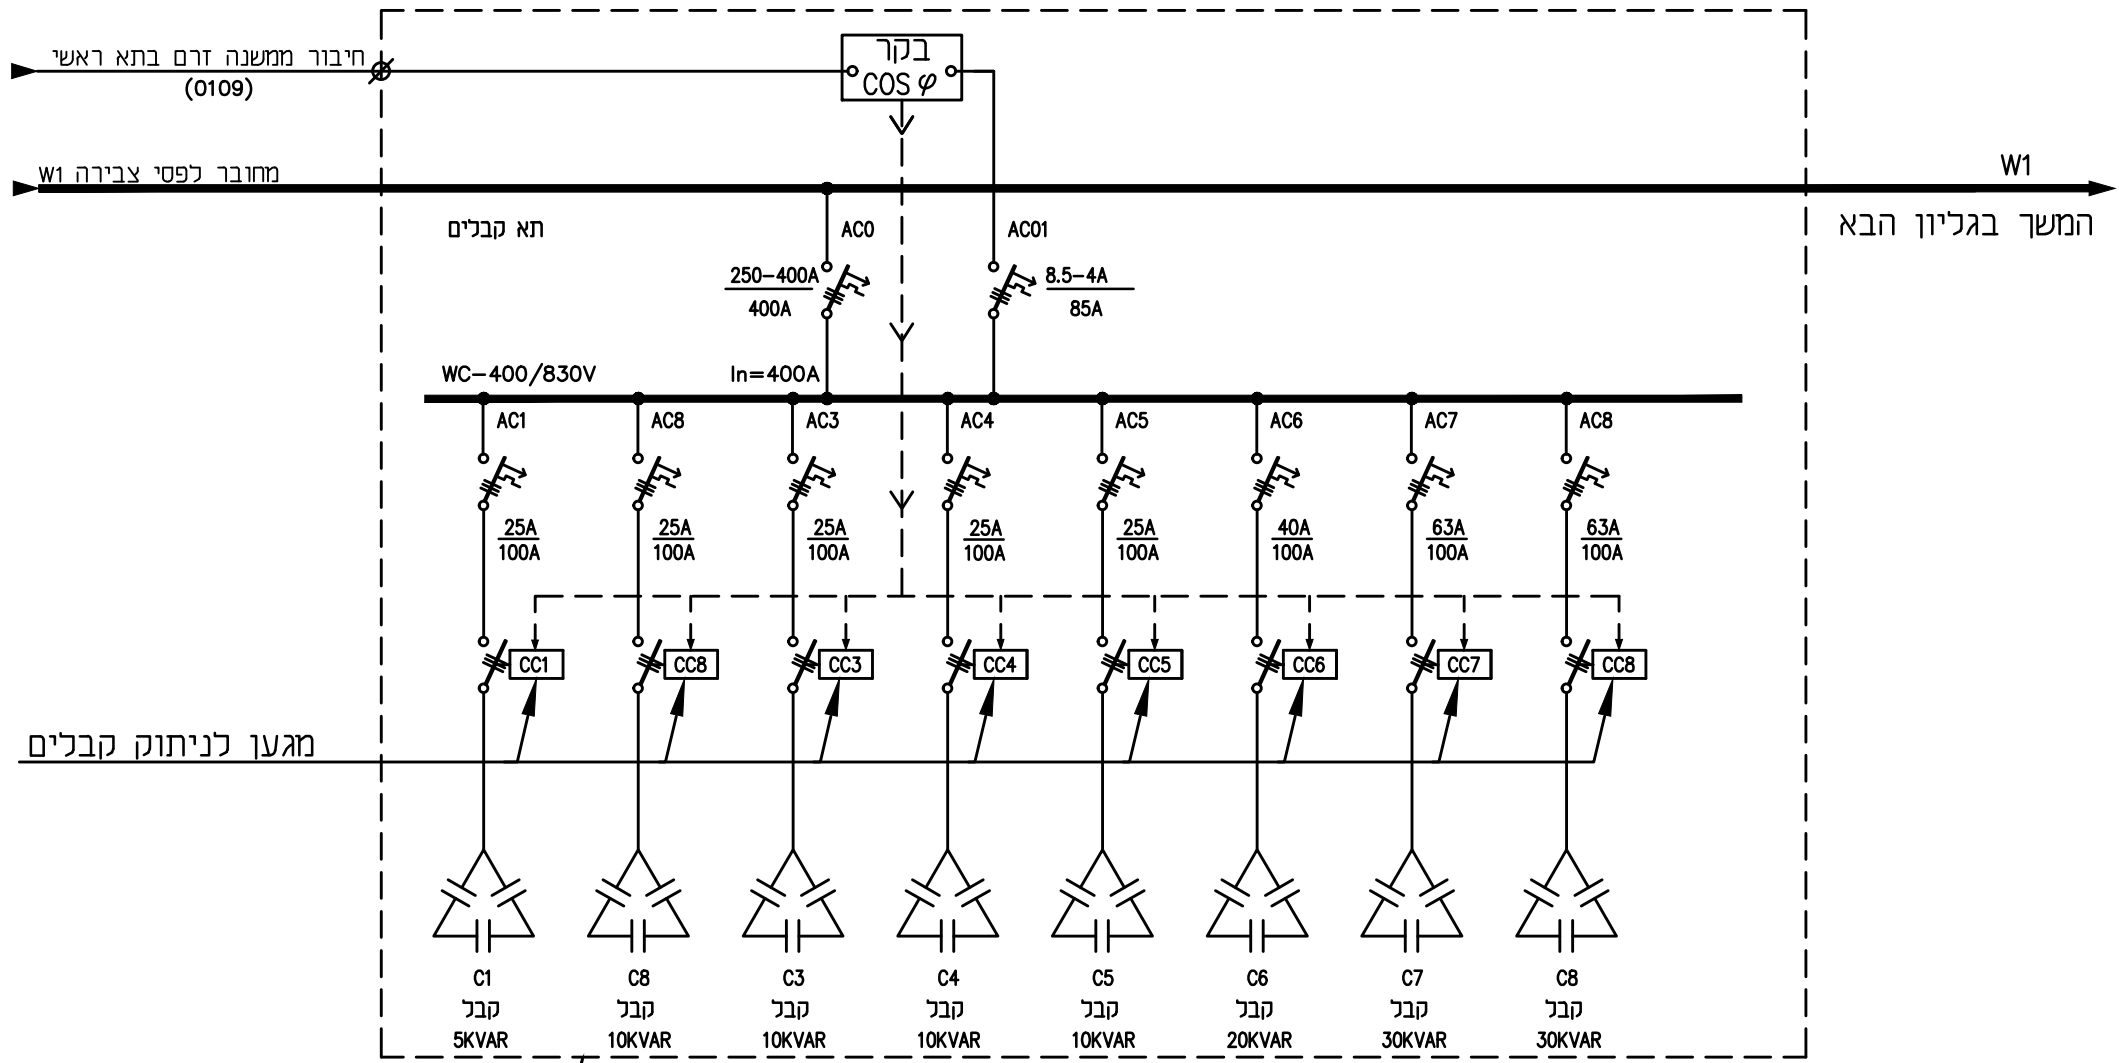 חיבור ממשנה זרם בתא ראשי
(0109)
בקר
COS φ
מחובר לפסי צבירה W1
W1
המשך בגליון הבא
תא קבלים
AC0
AC01
250-400A
400A
8.5-4A
85A
WC-400/830V
In=400A
AC1
AC8
AC3
AC4
AC5
AC6
AC7
AC8
25A
100A
25A
100A
25A
100A
25A
100A
25A
100A
40A
100A
63A
100A
63A
100A
CC1
CC8
CC3
CC4
CC5
CC6
CC7
CC8
מגען לניתוק קבלים
C1
קבל
5KVAR
C8
קבל
10KVAR
C3
קבל
10KVAR
C4
קבל
10KVAR
C5
קבל
10KVAR
C6
קבל
20KVAR
C7
קבל
30KVAR
C8
קבל
30KVAR